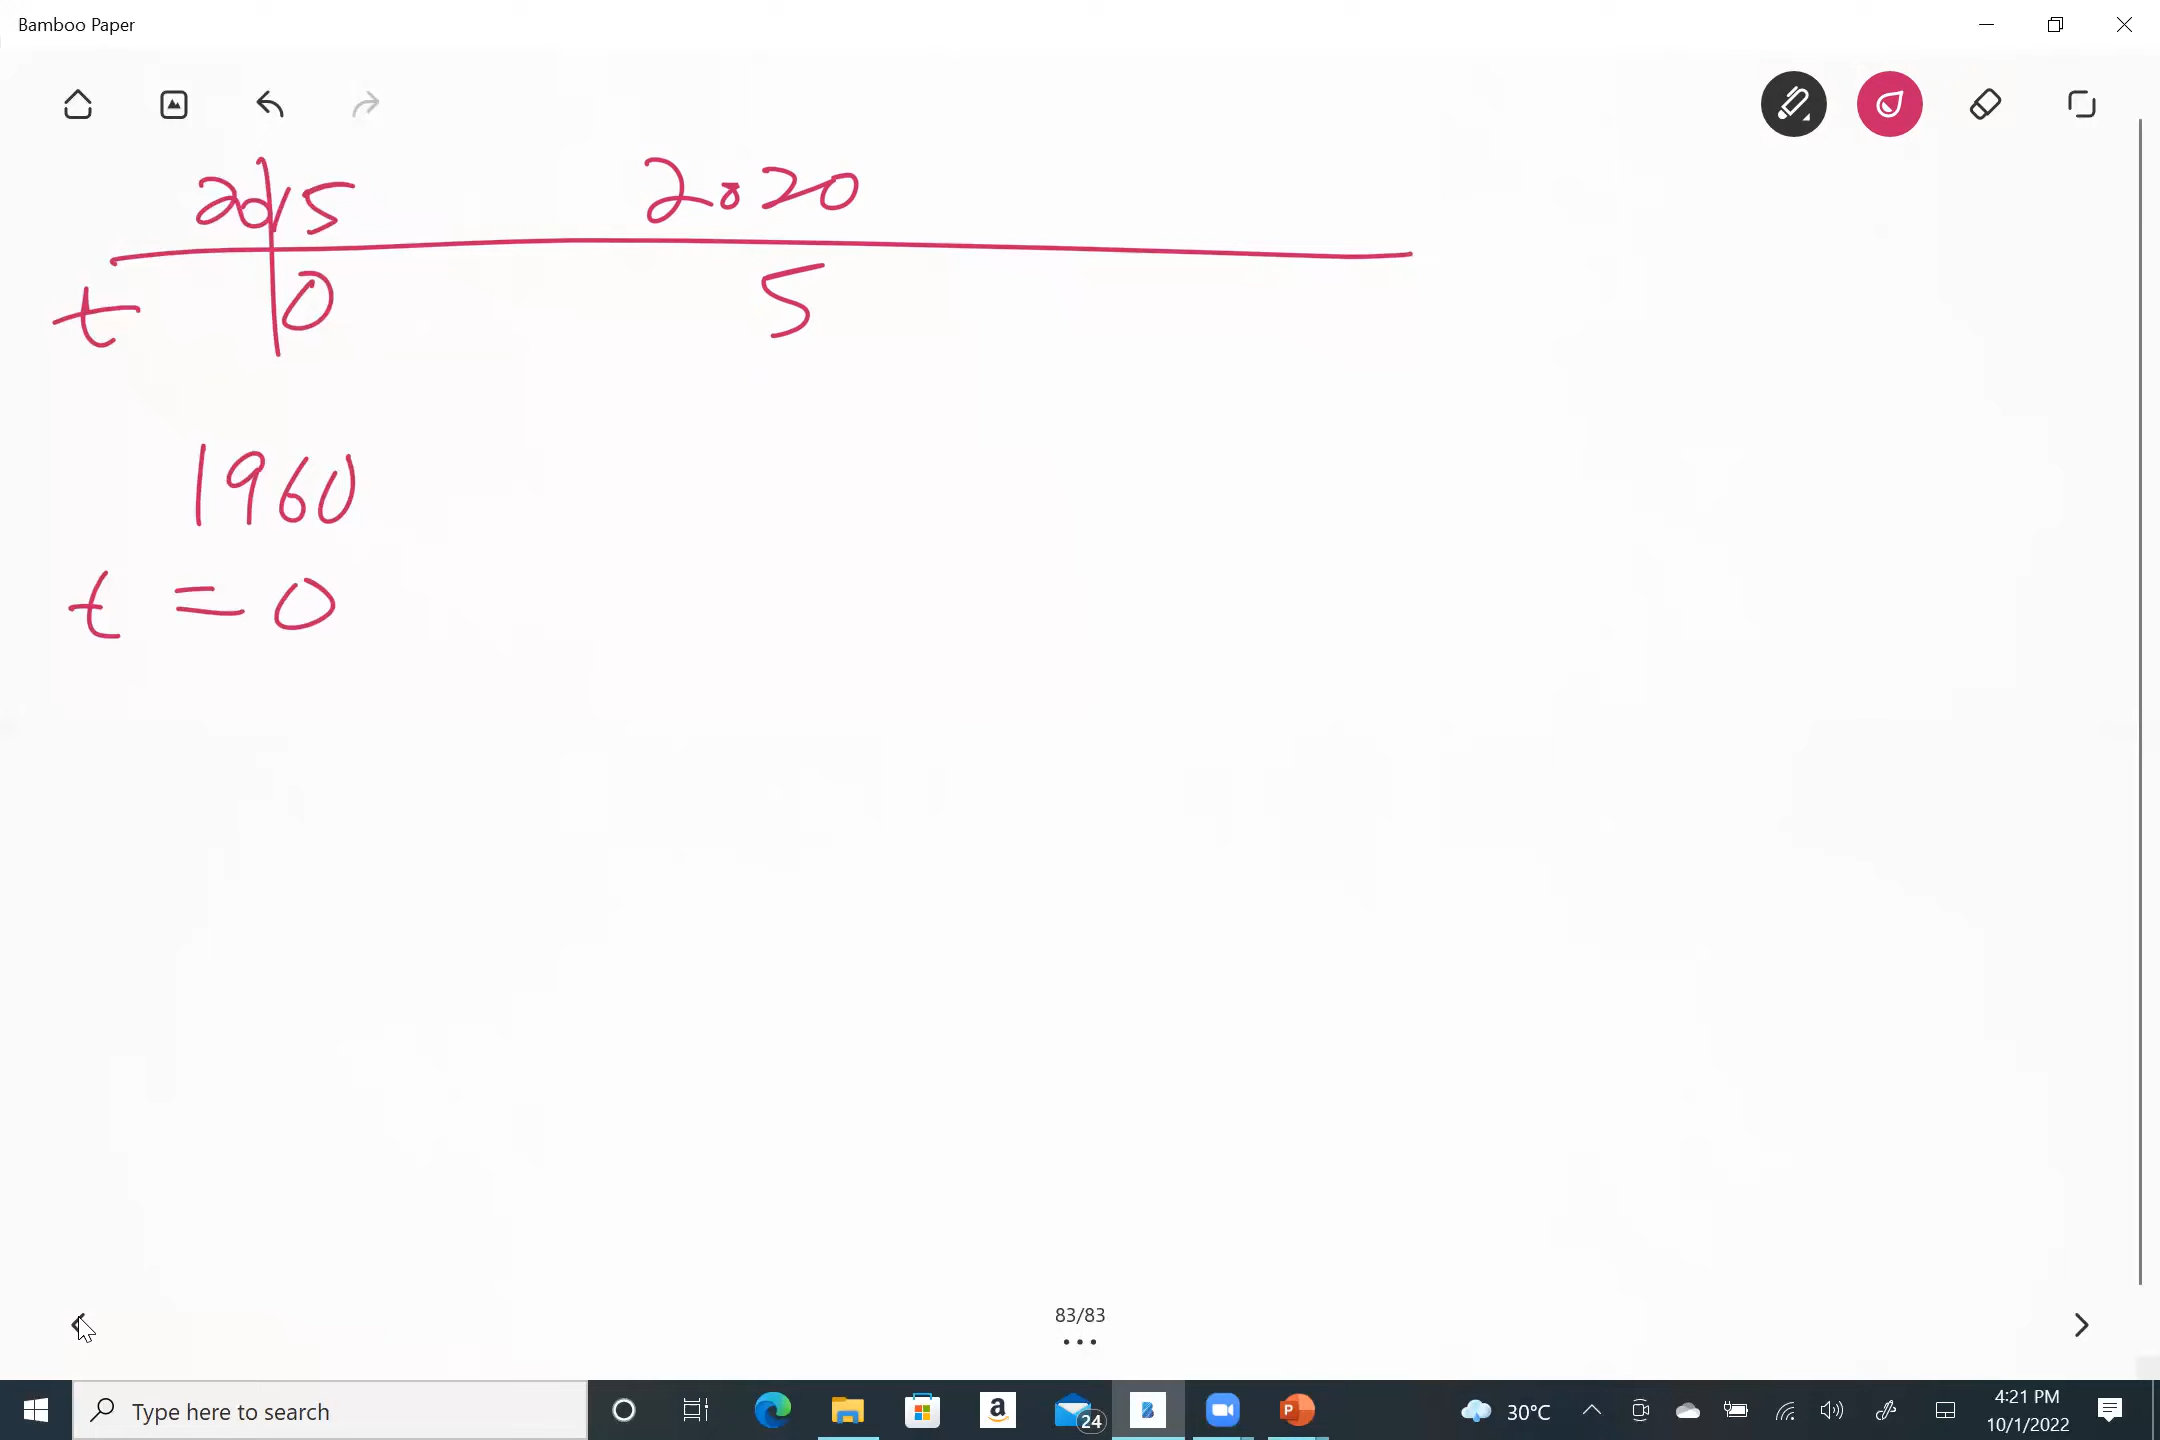 Bamboo Paper
2015 2020
t 0 5
1960
t = 0
83/83
Type here to search
a
24
B
P
30°C
4:21 PM
10/1/2022